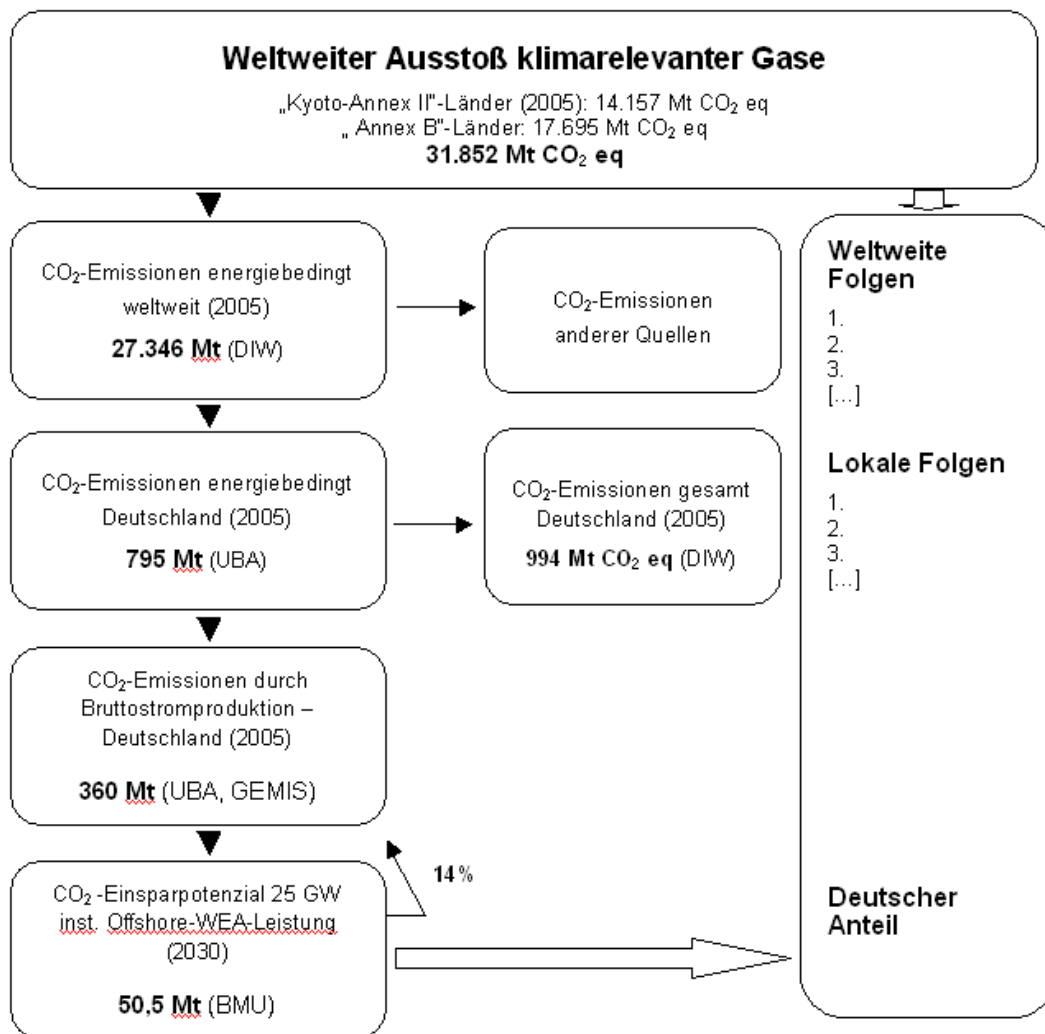 Weltweiter Ausstoß klimarelevanter Gase
„Kyoto-Annex II"-Länder (2005): 14.157 Mt CO₂ eq
„ Annex B"-Länder: 17.695 Mt CO₂ eq
31.852 Mt CO₂ eq
CO₂-Emissionen energiebedingt
weltweit (2005)
27.346 Mt (DIW)
CO₂-Emissionen
anderer Quellen
CO₂-Emissionen energiebedingt
Deutschland (2005)
795 Mt (UBA)
CO₂-Emissionen gesamt
Deutschland (2005)
994 Mt CO₂ eq (DIW)
CO₂-Emissionen durch
Bruttostromproduktion –
Deutschland (2005)
360 Mt (UBA, GEMIS)
14%
CO₂ -Einsparpotenzial 25 GW
inst. Offshore-WEA-Leistung
(2030)
50,5 Mt (BMU)
Weltweite
Folgen
1.
2.
3.
[...]
Lokale Folgen
1.
2.
3.
[...]
Deutscher
Anteil